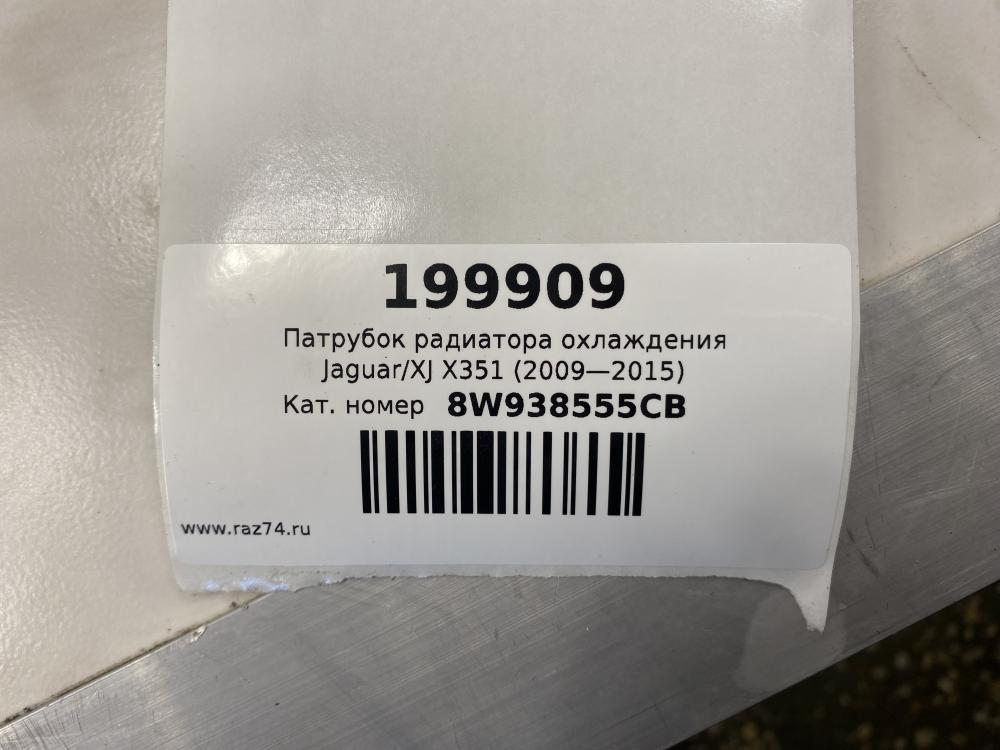 199909
Патрубок радиатора охлаждения
Jaguar/XJ X351 (2009—2015)
Кат. номер 8W938555CB
www.raz74.ru